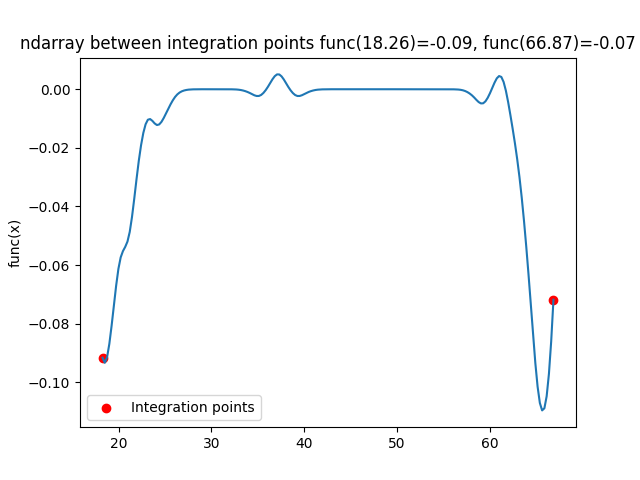 ndarray between integration points func(18.26)=-0.09, func(66.87)=-0.07
0.00
−0.02
−0.04
−0.06
−0.08
−0.10
func(x)
Integration points
20 30 40 50 60